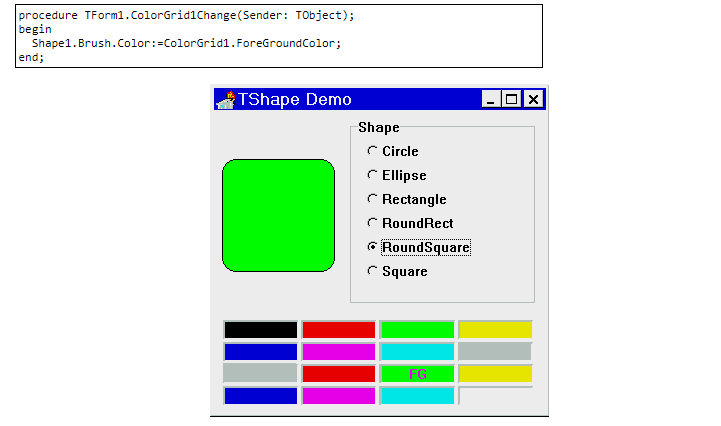 procedure TForm1.ColorGrid1Change(Sender: TObject);
begin
Shape1.Brush.Color:=ColorGrid1.ForeGroundColor;
end;
TShape Demo
Shape
Circle
Ellipse
Rectangle
RoundRect
RoundSquare
Square
FG